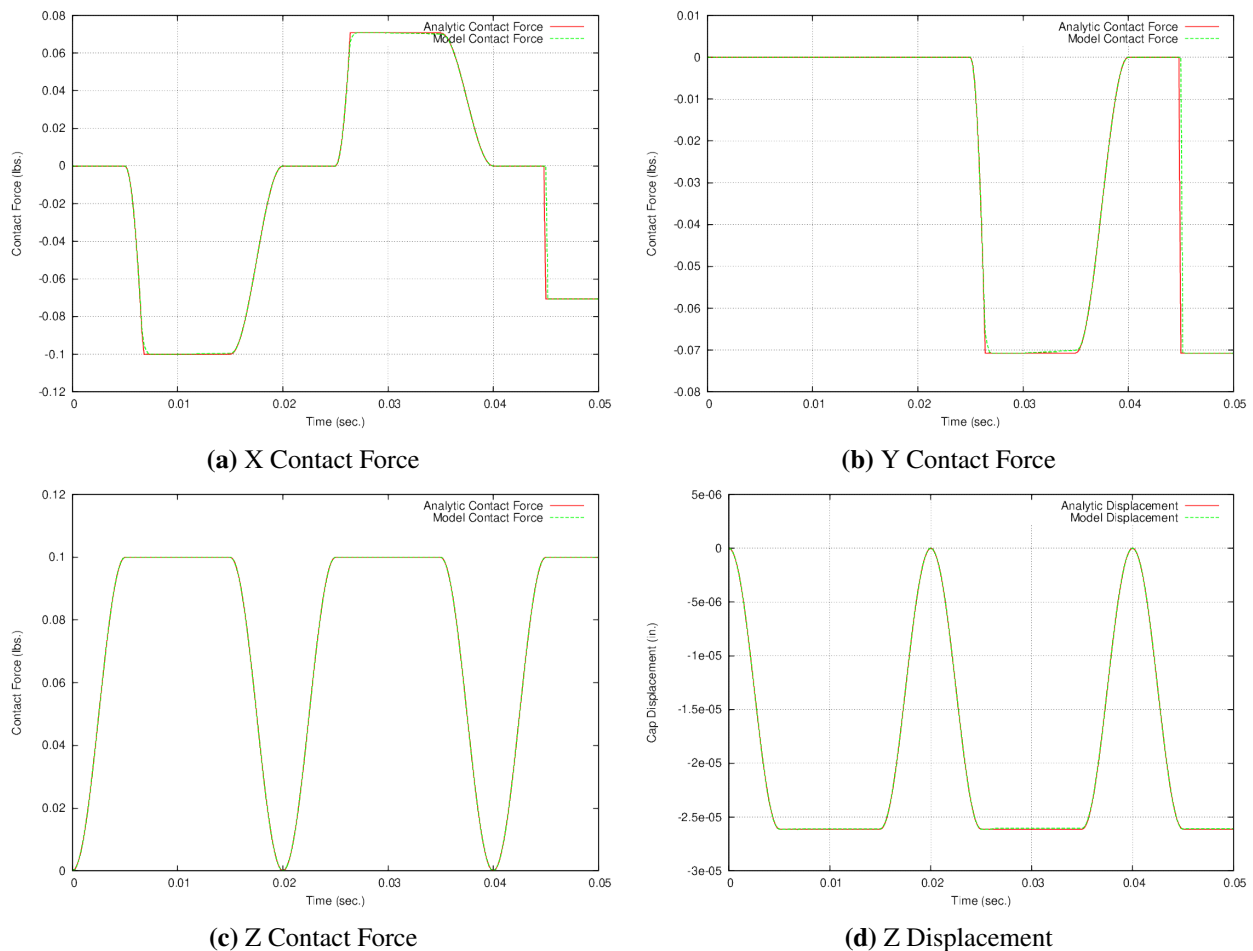 0.08
0.06
0.04
0.02
0
-0.02
-0.04
-0.06
-0.08
-0.1
-0.12
Contact Force (lbs.)
Analytic Contact Force
Model Contact Force
0 0.01 0.02 0.03 0.04 0.05
Time (sec.)
(a) X Contact Force
0.01
0
-0.01
-0.02
-0.03
-0.04
-0.05
-0.06
-0.07
-0.08
Contact Force (lbs.)
Analytic Contact Force
Model Contact Force
0 0.01 0.02 0.03 0.04 0.05
Time (sec.)
(b) Y Contact Force
0.12
0.1
0.08
0.06
0.04
0.02
0
Contact Force (lbs.)
Analytic Contact Force
Model Contact Force
0 0.01 0.02 0.03 0.04 0.05
Time (sec.)
(c) Z Contact Force
5e-06
0
-5e-06
-1e-05
-1.5e-05
-2e-05
-2.5e-05
-3e-05
Cap Displacement (in.)
Analytic Displacement
Model Displacement
0 0.01 0.02 0.03 0.04 0.05
Time (sec.)
(d) Z Displacement